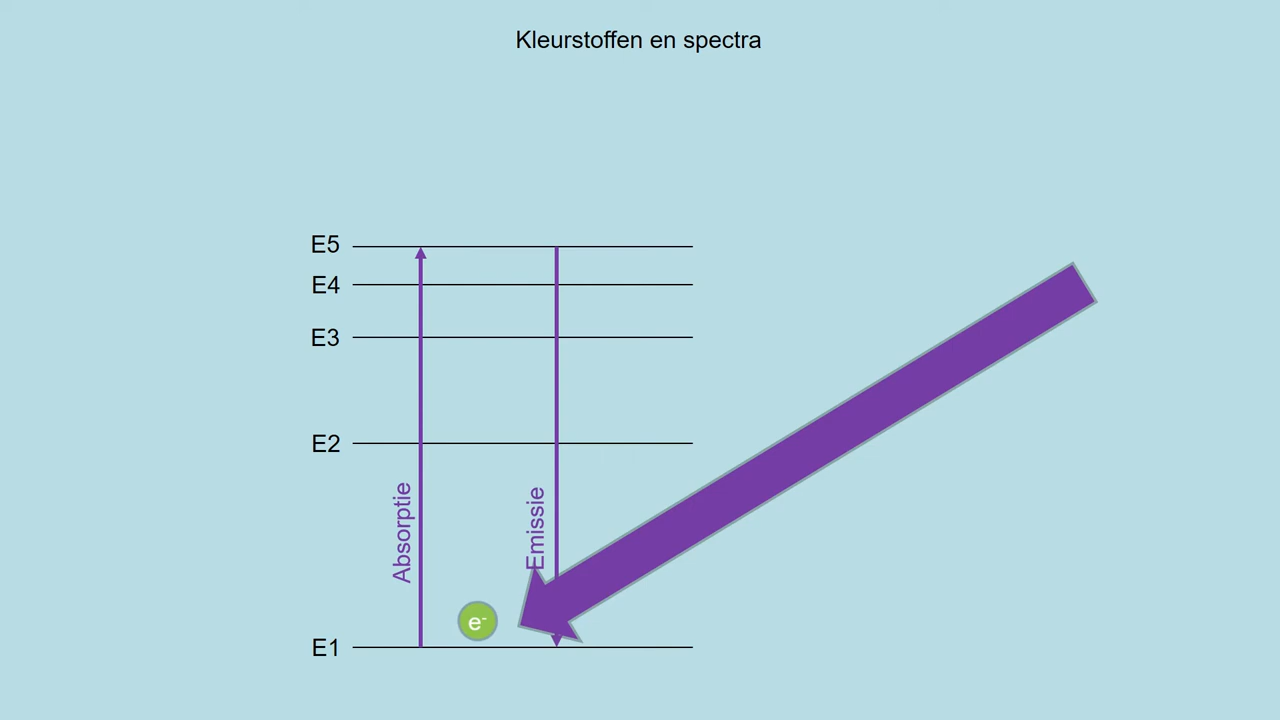 Kleurstoffen en spectra
E5
E4
E3
E2
Absorptie
Emissie
e-
E1